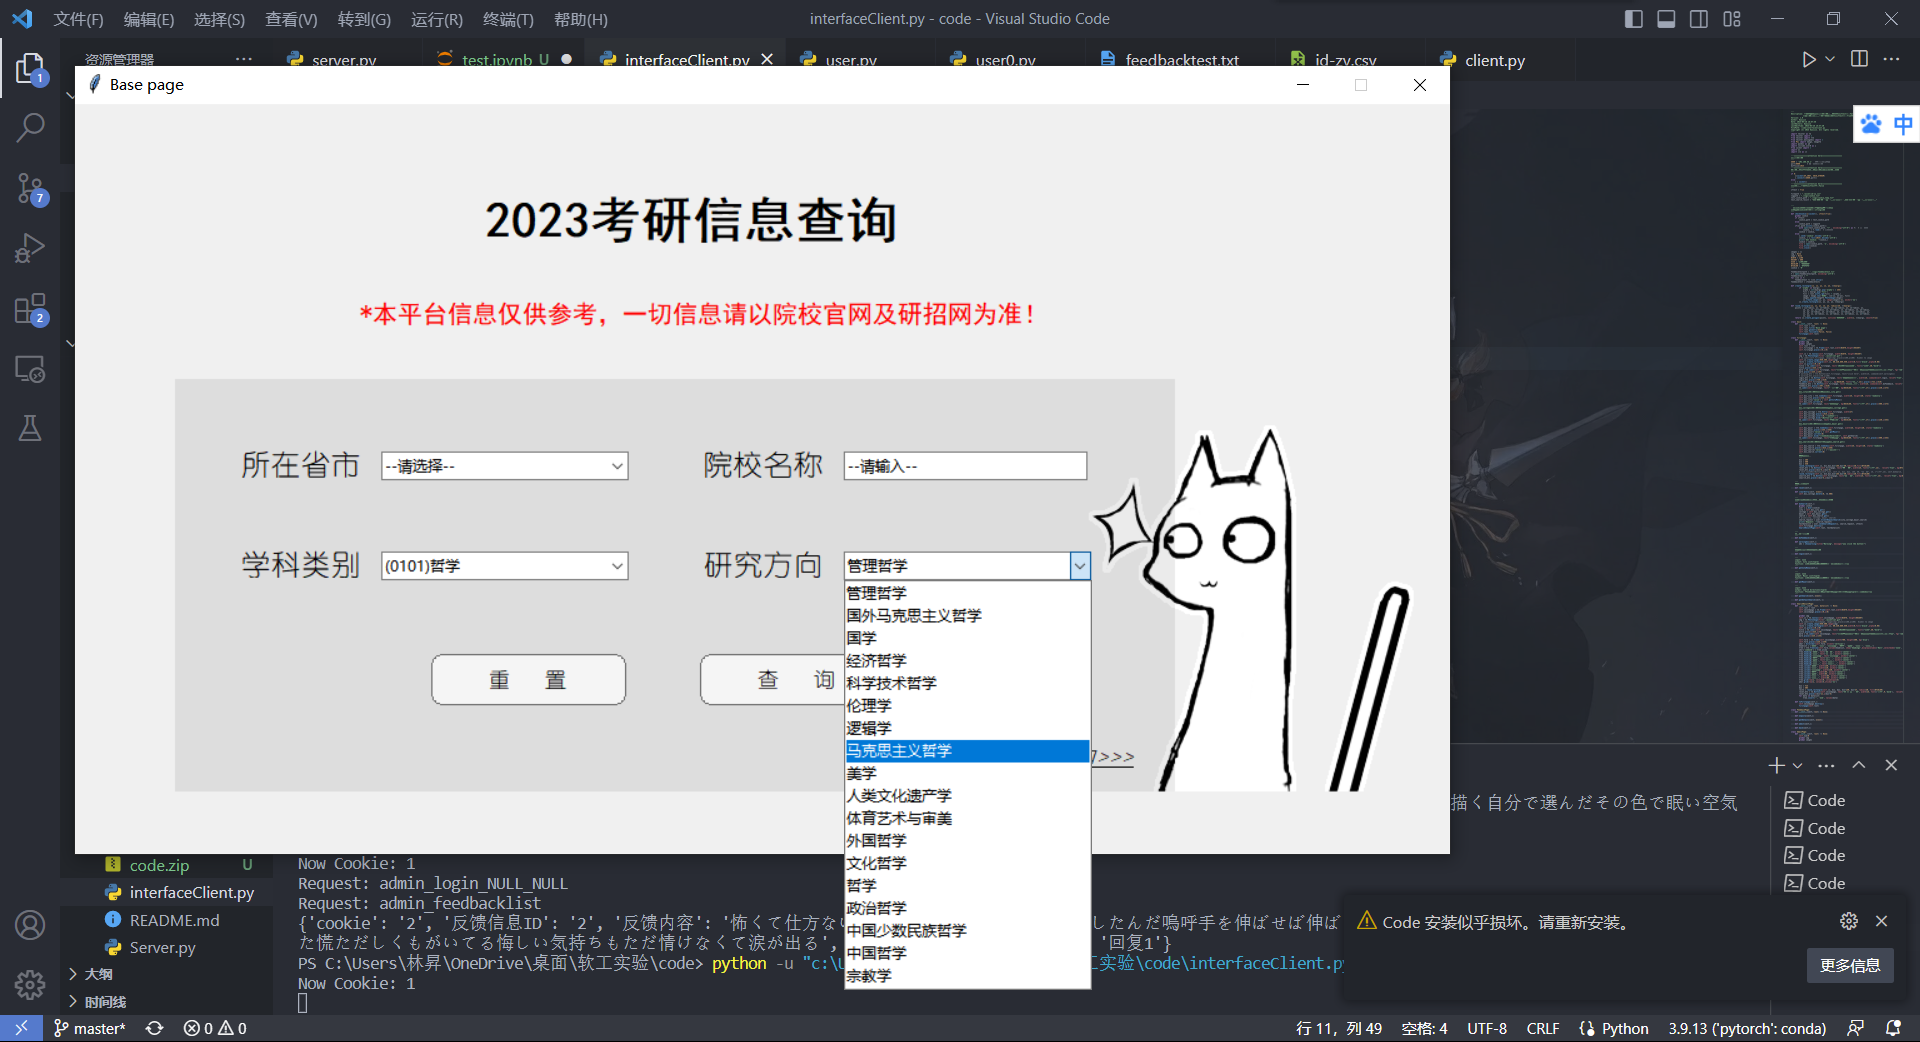 文件(F) 编辑(E) 选择(S) 查看(V) 转到(G) 运行(R) 终端(T) 帮助(H)
interfaceClient.py - code - Visual Studio Code
资源管理器 ···
server.py
test.ipynb U
interfaceClient.py
user.py
user0.py
feedbacktest.txt
id-zy.csv
client.py
Base page
中
1
7
2
2023考研信息查询
*本平台信息仅供参考，一切信息请以院校官网及研招网为准！
所在省市 --请选择--
院校名称 --请输入--
学科类别 (0101)哲学
研究方向 管理哲学
管理哲学
国外马克思主义哲学
国学
经济哲学
科学技术哲学
伦理学
逻辑学
马克思主义哲学
美学
人类文化遗产学
体育艺术与审美
外国哲学
文化哲学
哲学
政治哲学
中国少数民族哲学
中国哲学
宗教学
重 置
查 询
>>>
描く自分で選んだその色で眠い空気
Code
Code
Code
Code
code.zip U
interfaceClient.py
README.md
Server.py
大纲
时间线
Now Cookie: 1
Request: admin_login_NULL_NULL
Request: admin_feedbacklist
{'cookie': '2', '反馈信息ID': '2', '反馈内容': '怖くて仕方な
したんだ嗚呼手を伸ばせば伸ば
た慌ただしくもがいてる悔しい気持ちもただ情けなくて涙が出る',
'回复1'}
PS C:\Users\林昇\OneDrive\桌面\软工实验\code> python -u "c:\
工实验\code\interfaceClient.py
Now Cookie: 1
Code 安装似乎损坏。请重新安装。
更多信息
master* 0 0
行 11，列 49 空格: 4 UTF-8 CRLF Python 3.9.13 ('pytorch': conda)